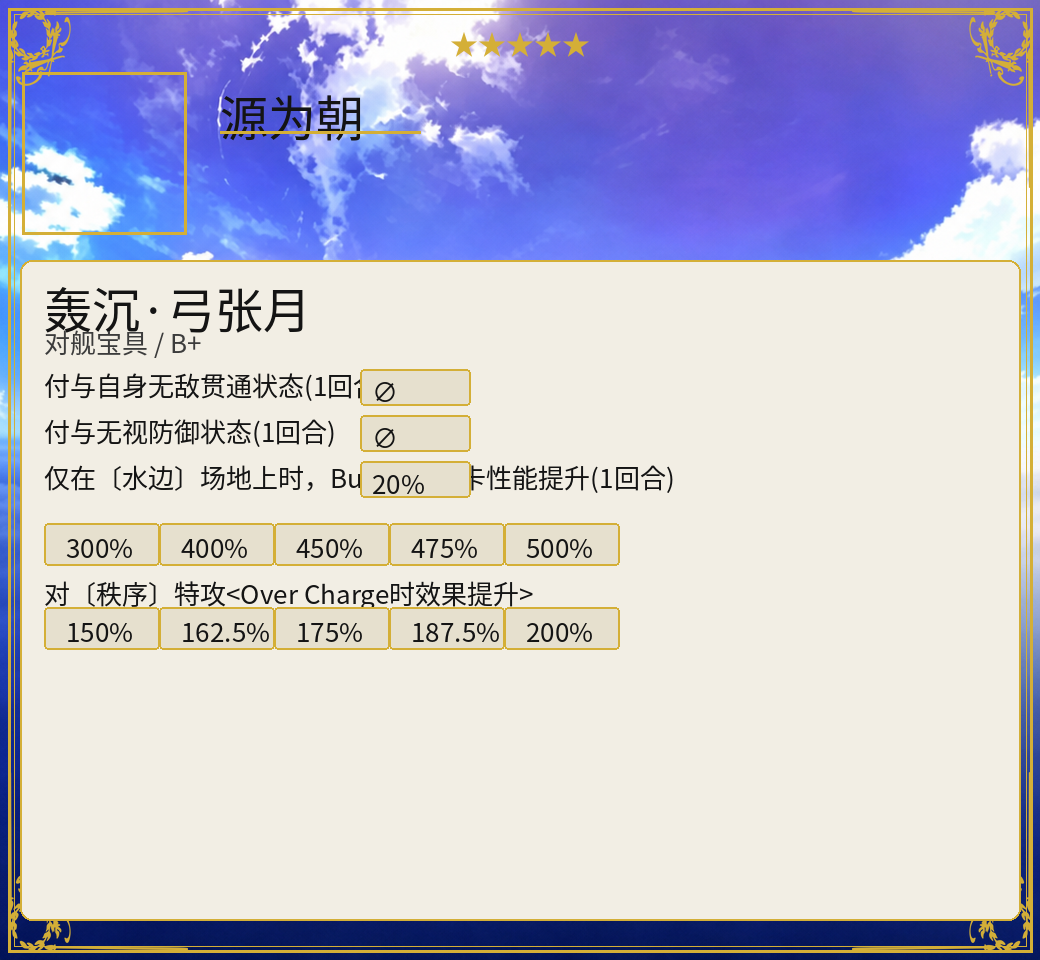 ★★★★★
源为朝
轰沉·弓张月
对舰宝具 / B+
付与自身无敌贯通状态(1回 ∅
付与无视防御状态(1回合) ∅
仅在〔水边〕场地上时，Bu 20% 卡性能提升(1回合)
300% 400% 450% 475% 500%
对〔秩序〕特攻<Over Charge时效果提升>
150% 162.5% 175% 187.5% 200%